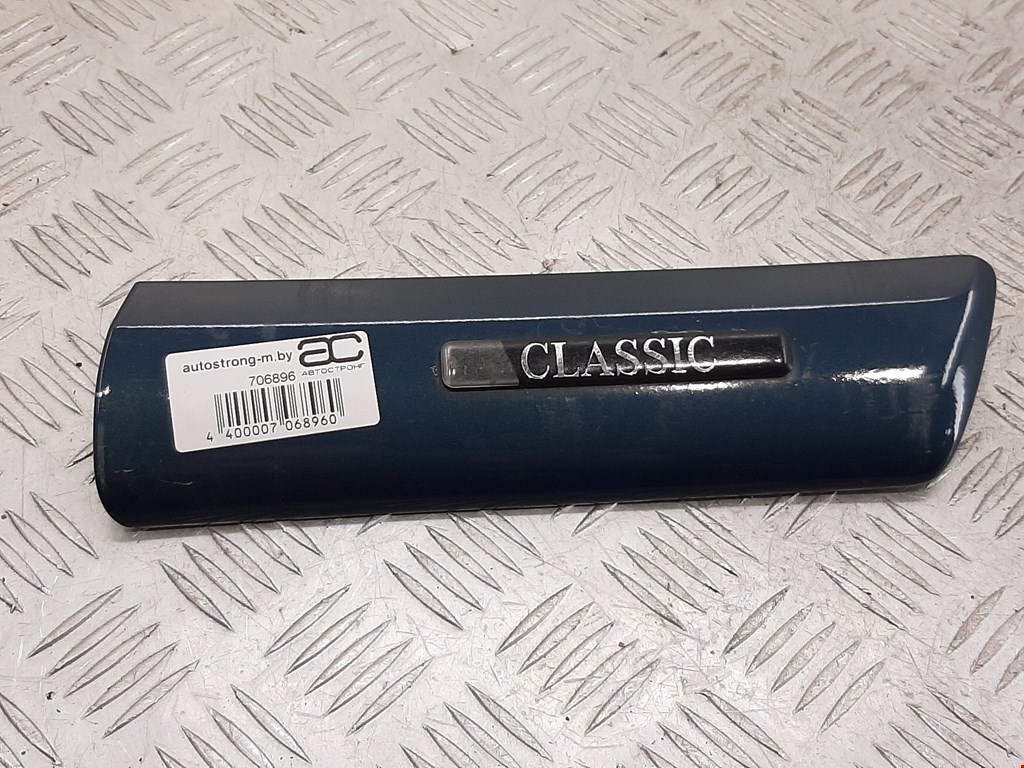 autostrong-m.by ac
706896 АВТОСТРОНГ
4 400007 068960
CLASSIC